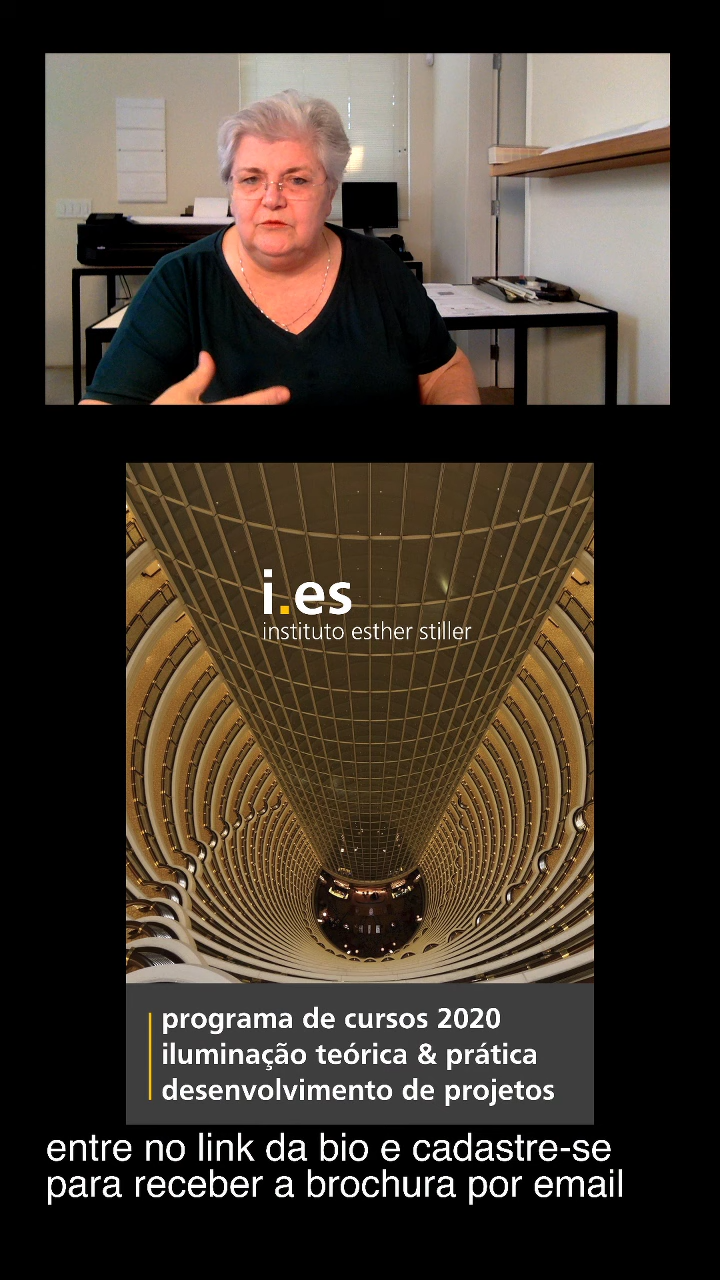 i.es
instituto esther stiller
programa de cursos 2020
iluminação teórica & prática
desenvolvimento de projetos
entre no link da bio e cadastre-se
para receber a brochura por email